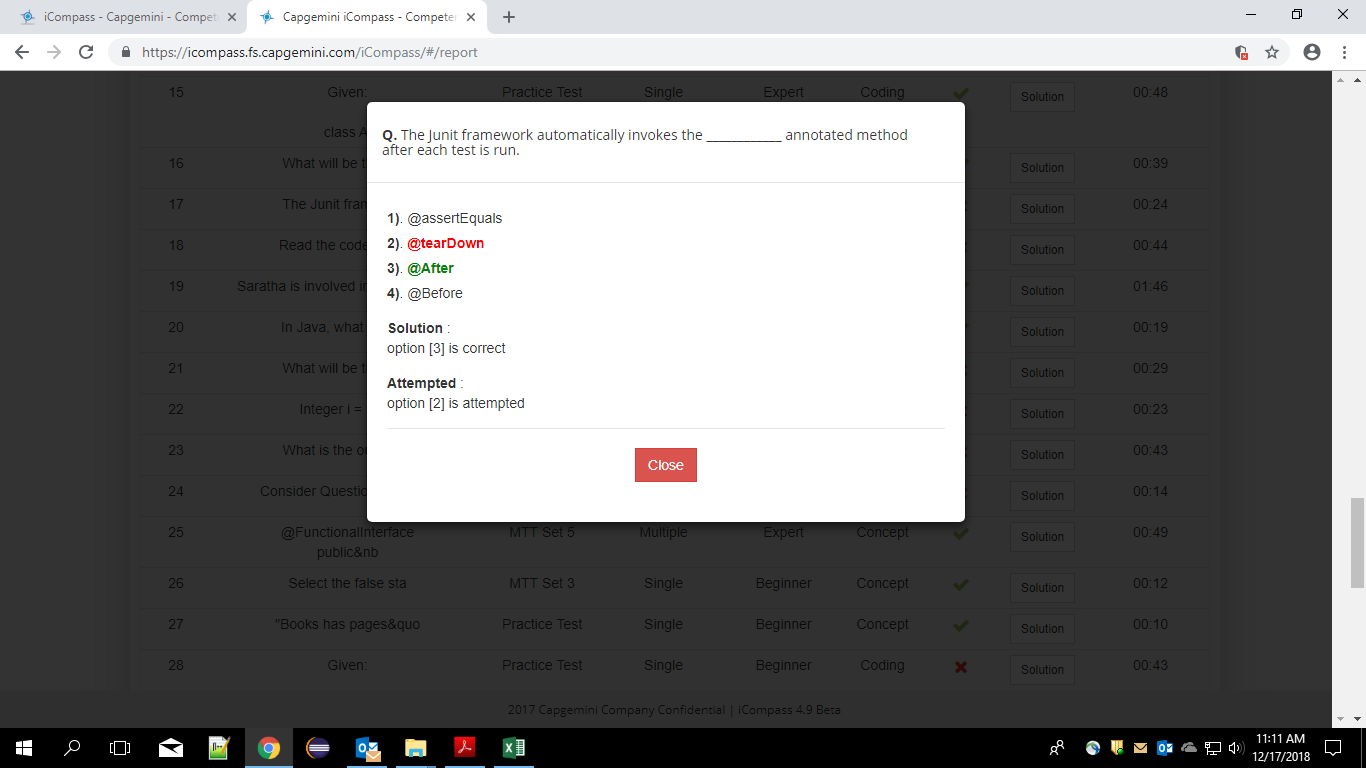 iCompass - Capgemini - Compet
Capgemini iCompass - Competen
https://icompass.fs.capgemini.com/iCompass/#/report
15 Given: Practice Test Single Expert Coding Solution 00:48
class A
Q. The Junit framework automatically invokes the ____________ annotated method
after each test is run.
16 What will be t Solution 00:39
17 The Junit fran Solution 00:24
1). @assertEquals
2). @tearDown
3). @After
4). @Before
Solution :
option [3] is correct
Attempted :
option [2] is attempted
Close
18 Read the code Solution 00:44
19 Saratha is involved in Solution 01:46
20 In Java, what Solution 00:19
21 What will be t Solution 00:29
22 Integer i = Solution 00:23
23 What is the o Solution 00:43
24 Consider Questio Solution 00:14
25 @FunctionalInterface MTT Set 5 Multiple Expert Concept Solution 00:49
public&nb
26 Select the false sta MTT Set 3 Single Beginner Concept Solution 00:12
27 "Books has pages&quo Practice Test Single Beginner Concept Solution 00:10
28 Given: Practice Test Single Beginner Coding Solution 00:43
2017 Capgemini Company Confidential | iCompass 4.9 Beta
11:11 AM
12/17/2018